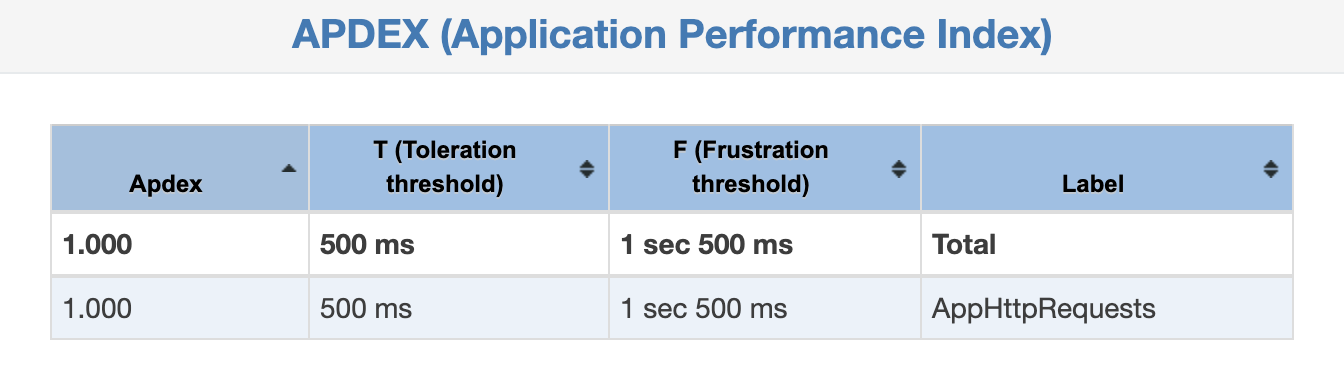 APDEX (Application Performance Index)
Apdex
T (Toleration
threshold)
F (Frustration
threshold)
Label
1.000 500 ms 1 sec 500 ms Total
1.000 500 ms 1 sec 500 ms AppHttpRequests